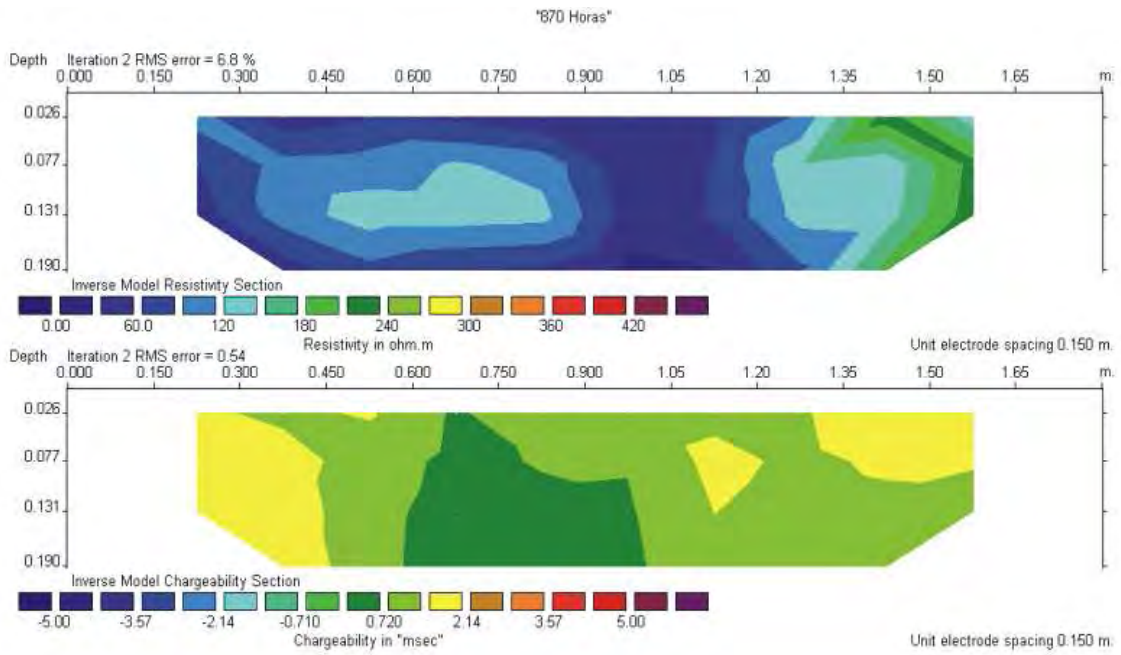 "870 Horas"
Depth Iteration 2 RMS error = 6.8 %
0.000 0.150 0.300 0.450 0.600 0.750 0.900 1.05 1.20 1.35 1.50 1.65 m.
0.026
0.077
0.131
0.190
Inverse Model Resistivity Section
0.00 60.0 120 180 240 300 360 420
Resistivity in ohm.m
Unit electrode spacing 0.150 m.
Depth Iteration 2 RMS error = 0.54
0.000 0.150 0.300 0.450 0.600 0.750 0.900 1.05 1.20 1.35 1.50 1.65 m.
0.026
0.077
0.131
0.190
Inverse Model Chargeability Section
-5.00 -3.57 -2.14 -0.710 0.720 2.14 3.57 5.00
Chargeability in "msec"
Unit electrode spacing 0.150 m.